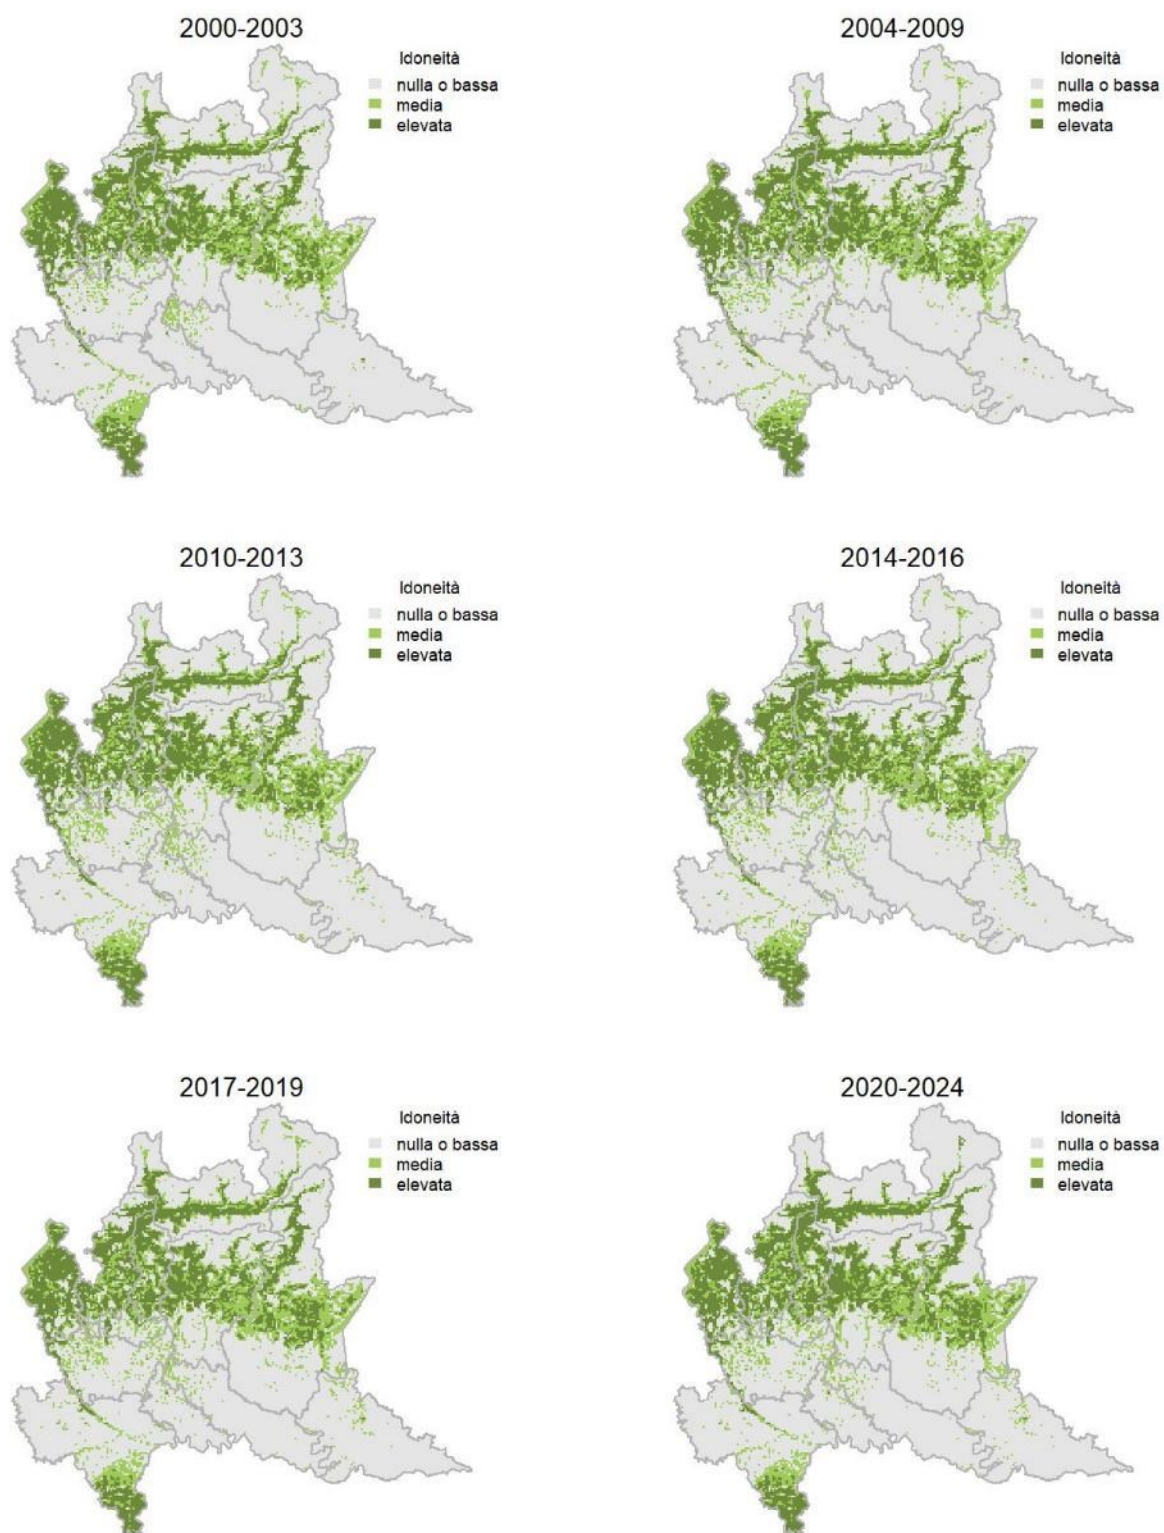 2000-2003
Idoneità
nulla o bassa
media
elevata
2004-2009
Idoneità
nulla o bassa
media
elevata
2010-2013
Idoneità
nulla o bassa
media
elevata
2014-2016
Idoneità
nulla o bassa
media
elevata
2017-2019
Idoneità
nulla o bassa
media
elevata
2020-2024
Idoneità
nulla o bassa
media
elevata